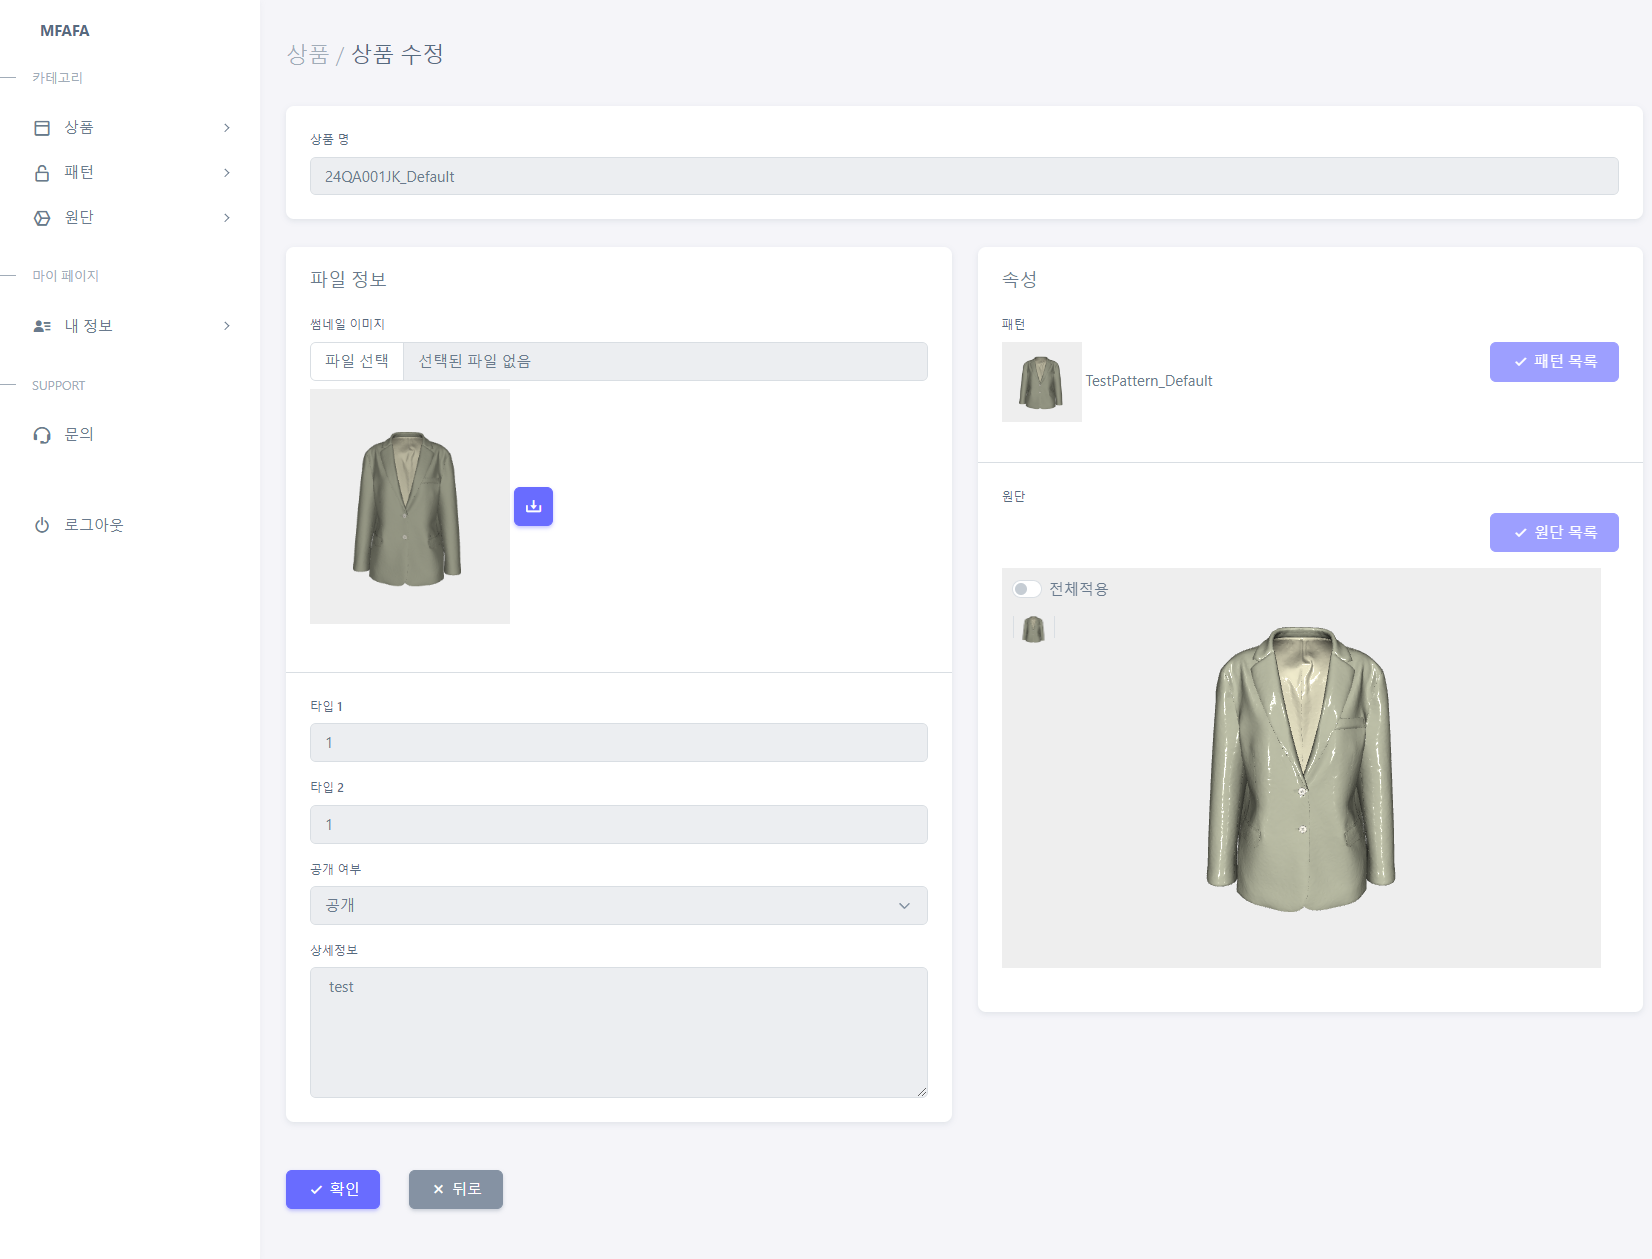 MFAFA
카테고리
상품
패턴
원단
마이 페이지
내 정보
SUPPORT
문의
로그아웃
상품 / 상품 수정
상품 명
24QA001JK_Default
파일 정보
썸네일 이미지
파일 선택 선택된 파일 없음
타입 1
1
타입 2
1
공개 여부
공개
상세정보
test
속성
패턴
TestPattern_Default
패턴 목록
원단
원단 목록
전체적용
확인
뒤로